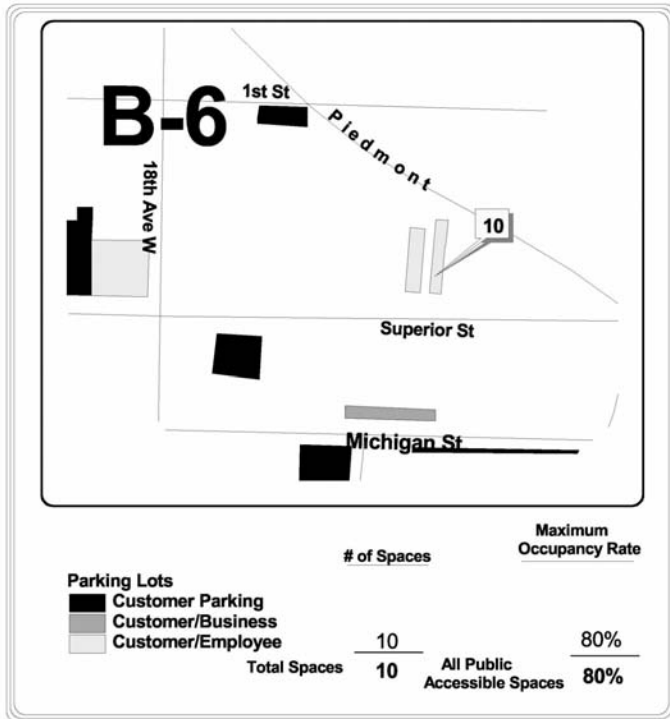 1st St
B-6
Piedmont
18th Ave W
10
Superior St
Michigan St
# of Spaces
Maximum
Occupancy Rate
Parking Lots
Customer Parking
Customer/Business
Customer/Employee
10
80%
Total Spaces
10
All Public
Accessible Spaces
80%